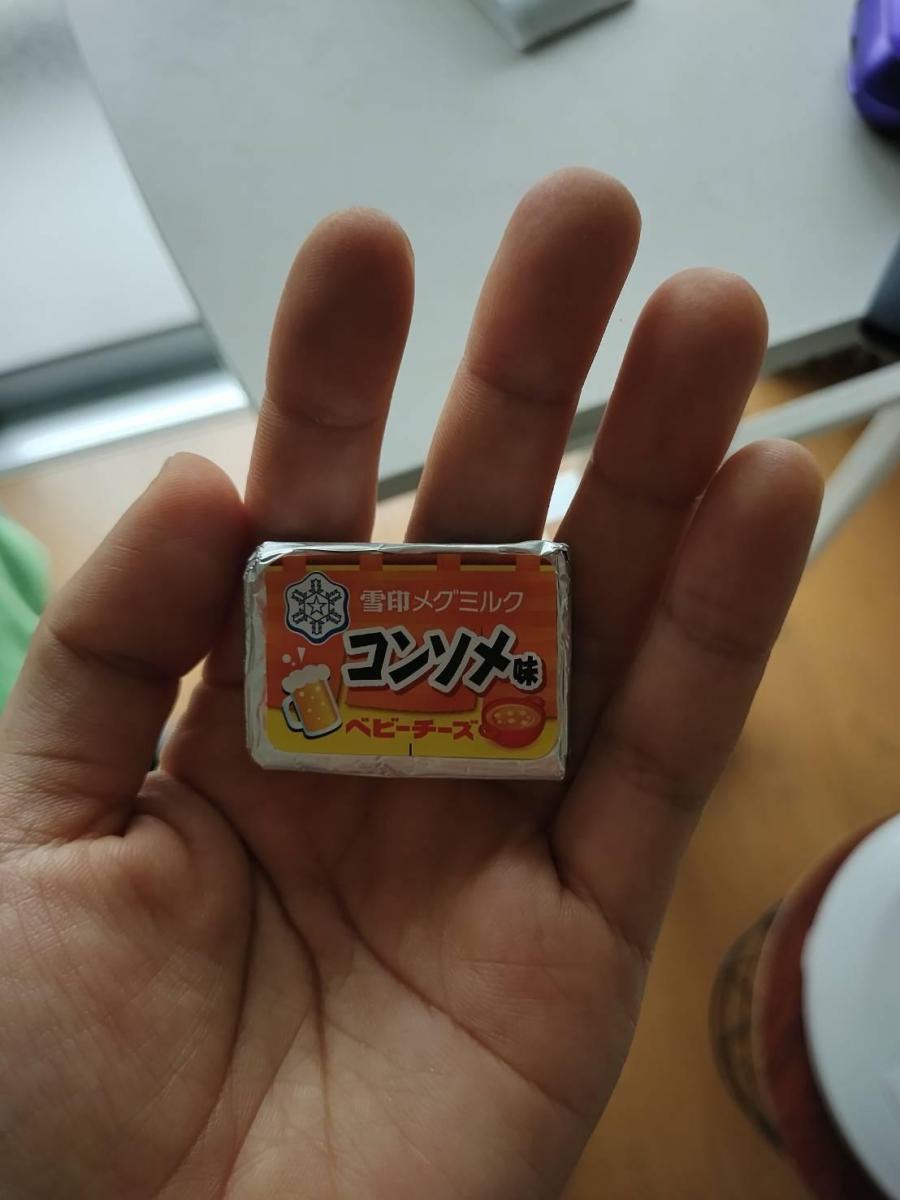 雪印メグミルク
コンソメ味
ベビーチーズ